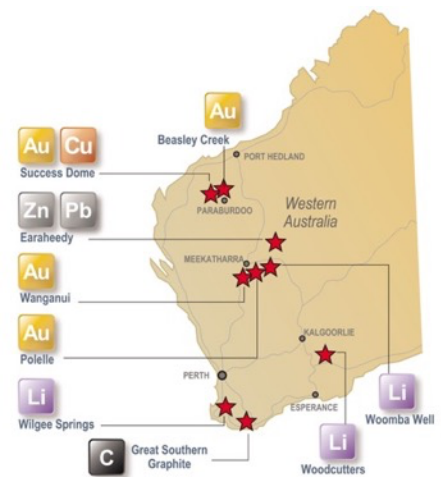 Au
Beasley Creek
Au Cu
Success Dome
PORT HEDLAND
PARABURDOO
Western
Australia
Zn Pb
Earaheedy
MEEKATHARRA
Au
Wanganui
Au
Polelle
KALGOORLIE
PERTH
ESPERANCE
Li
Wilgee Springs
Li
Woomba Well
C
Great Southern
Graphite
Li
Woodcutters